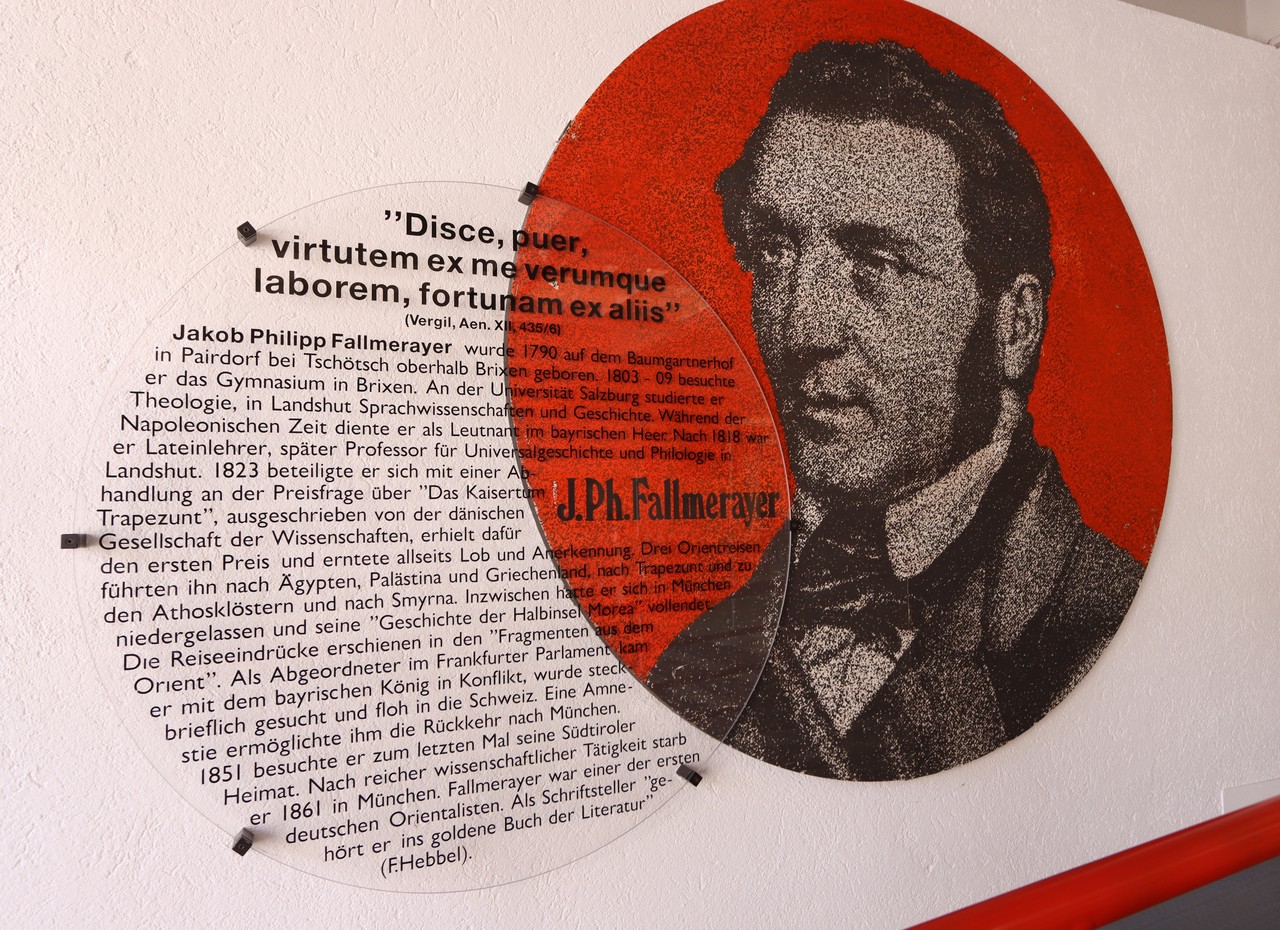 ”Disce, puer,
virtutem ex me verumque
laborem, fortunam ex aliis”
(Vergil, Aen. XII, 435/6)
Jakob Philipp Fallmerayer wurde 1790 auf dem Baumgartnerhof
in Pairdorf bei Tschötsch oberhalb Brixen geboren. 1803 - 09 besuchte
er das Gymnasium in Brixen. An der Universität Salzburg studierte er
Theologie, in Landshut Sprachwissenschaften und Geschichte. Während der
Napoleonischen Zeit diente er als Leutnant im bayrischen Heer. Nach 1818 war
er Lateinlehrer, später Professor für Universalgeschichte und Philologie in
Landshut. 1823 beteiligte er sich mit einer Ab-
handlung an der Preisfrage über ”Das Kaisertum
Trapezunt”, ausgeschrieben von der dänischen
Gesellschaft der Wissenschaften, erhielt dafür
J.Ph.Fallmerayer
den ersten Preis und erntete allseits Lob und Anerkennung. Drei Orientreisen
führten ihn nach Ägypten, Palästina und Griechenland, nach Trapezunt und zu
den Athosklöstern und nach Smyrna. Inzwischen hatte er sich in München
niedergelassen und seine ”Geschichte der Halbinsel Morea” vollendet.
Die Reiseeindrücke erschienen in den ”Fragmenten aus dem
Orient”. Als Abgeordneter im Frankfurter Parlament kam
er mit dem bayrischen König in Konflikt, wurde steck-
brieflich gesucht und floh in die Schweiz. Eine Amne-
stie ermöglichte ihm die Rückkehr nach München.
1851 besuchte er zum letzten Mal seine Südtiroler
Heimat. Nach reicher wissenschaftlicher Tätigkeit starb
er 1861 in München. Fallmerayer war einer der ersten
deutschen Orientalisten. Als Schriftsteller ”ge-
hört er ins goldene Buch der Literatur”
(F.Hebbel).